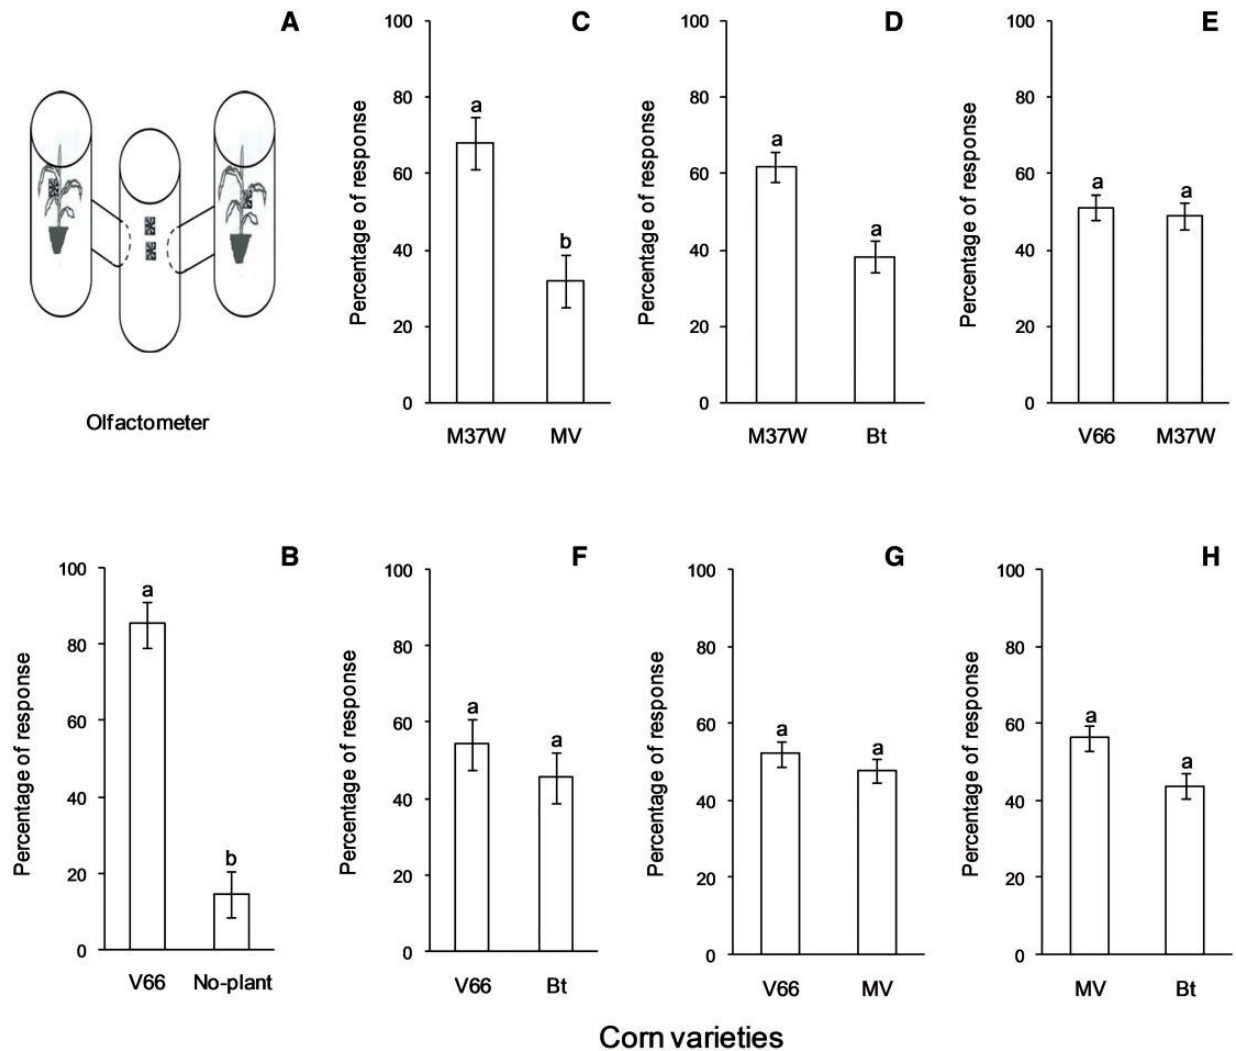 A
Olfactometer
C
Percentage of response
100
80
60
40
20
0
a
b
M37W MV
D
Percentage of response
100
80
60
40
20
0
a
a
M37W Bt
E
Percentage of response
100
80
60
40
20
0
a
a
V66 M37W
B
Percentage of response
100
80
60
40
20
0
a
b
V66 No-plant
F
Percentage of response
100
80
60
40
20
0
a
a
V66 Bt
G
Percentage of response
100
80
60
40
20
0
a
a
V66 MV
H
Percentage of response
100
80
60
40
20
0
a
a
MV Bt
Corn varieties